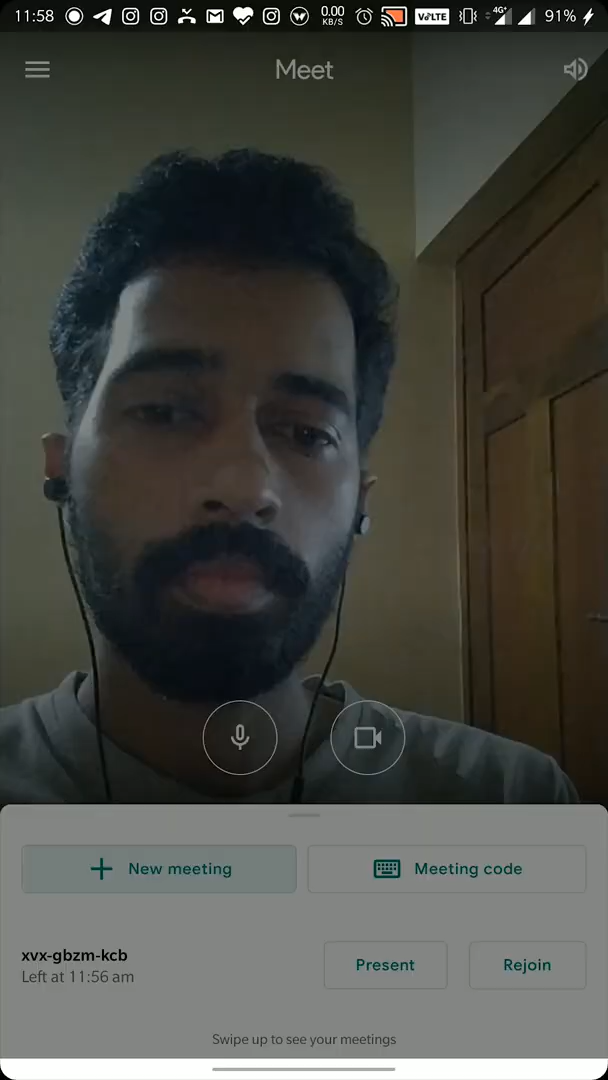 11:58 0.00 KB/S VoLTE 4G+ 91%
Meet
New meeting
Meeting code
xvx-gbzm-kcb
Left at 11:56 am
Present
Rejoin
Swipe up to see your meetings